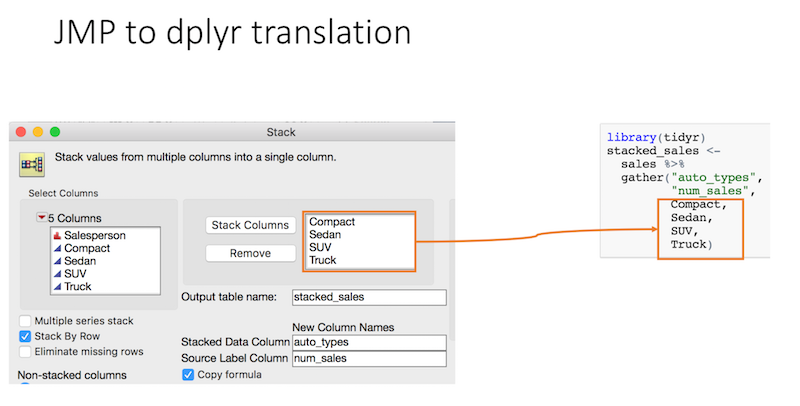 JMP to dplyr translation
Stack
Stack values from multiple columns into a single column.
Select Columns
5 Columns
Salesperson
Compact
Sedan
SUV
Truck
Stack Columns
Remove
Compact
Sedan
SUV
Truck
Output table name: stacked_sales
Multiple series stack
Stack By Row
Eliminate missing rows
New Column Names
Stacked Data Column auto_types
Source Label Column num_sales
Copy formula
Non-stacked columns
library(tidyr)
stacked_sales <-
sales %>%
gather("auto_types",
"num_sales",
Compact,
Sedan,
SUV,
Truck)